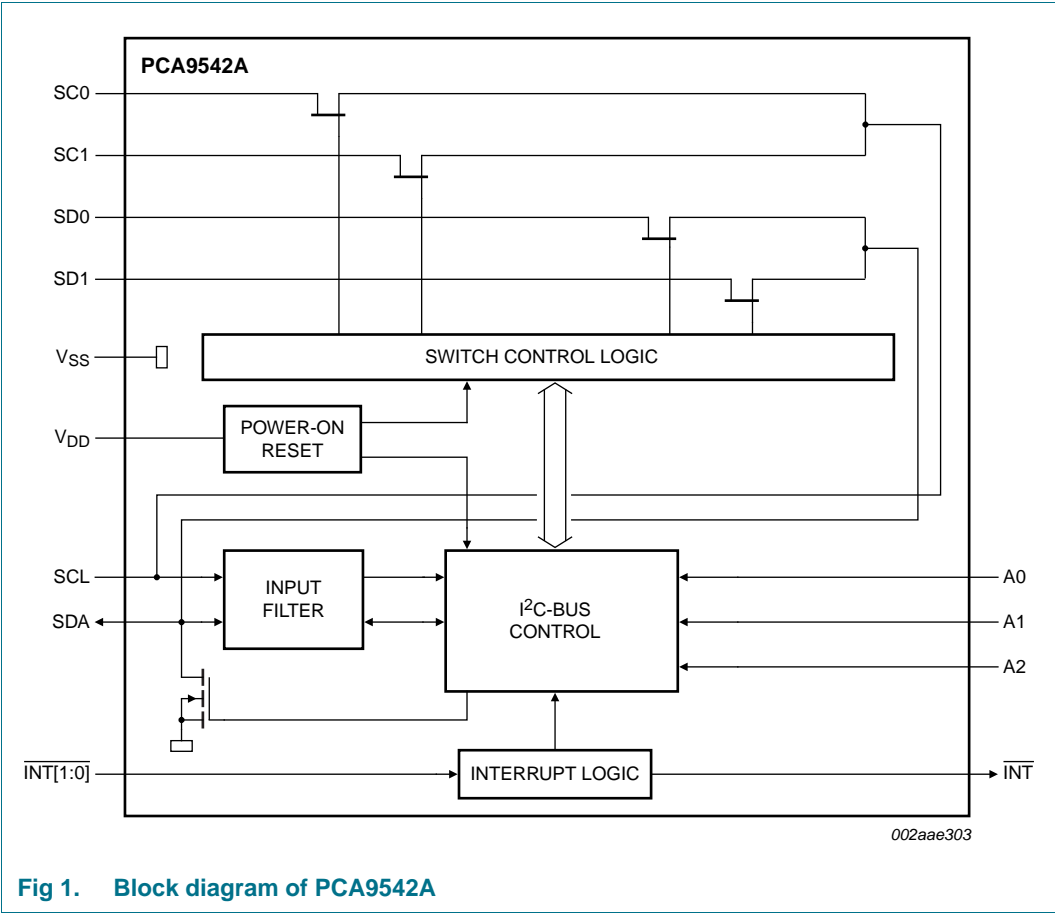 PCA9542A
SC0
SC1
SD0
SD1
VSS
SWITCH CONTROL LOGIC
VDD
POWER-ON
RESET
SCL
SDA
INPUT
FILTER
I2C-BUS
CONTROL
A0
A1
A2
INT[1:0]
INTERRUPT LOGIC
INT
002aae303
Fig 1. Block diagram of PCA9542A